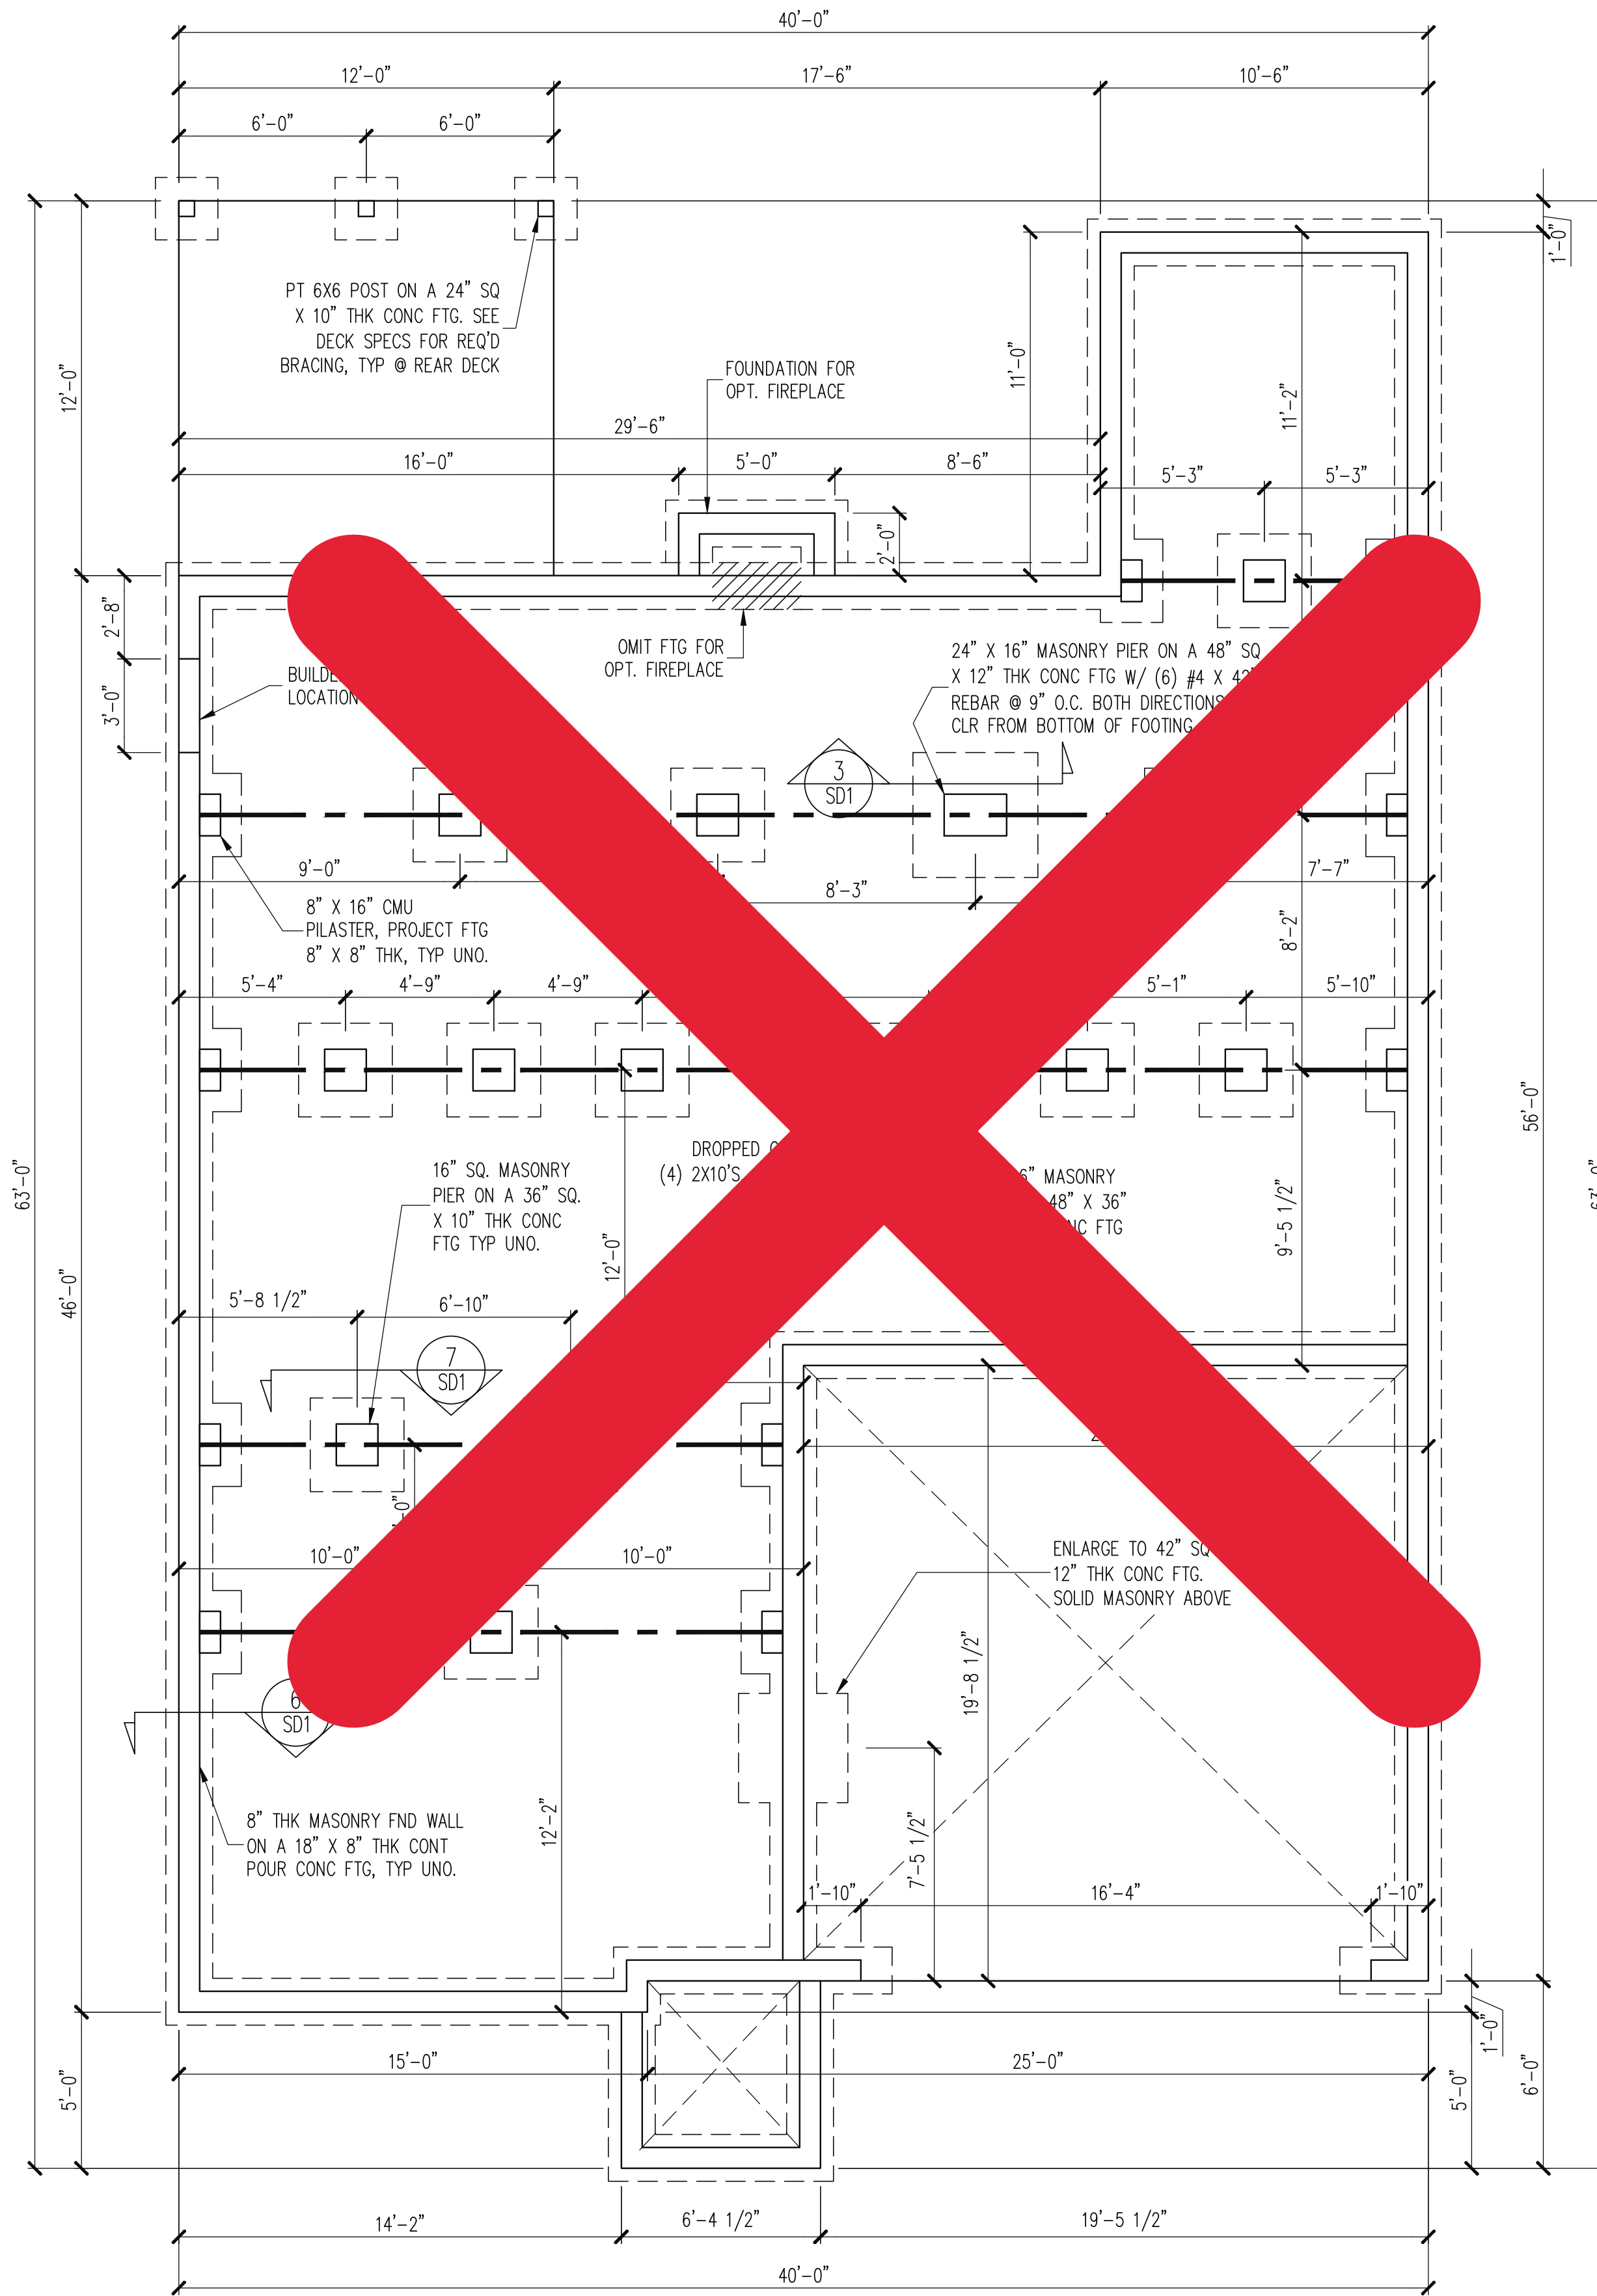 40'-0"
12'-0"
17'-6"
10'-6"
6'-0"
6'-0"
1'-0"
PT 6X6 POST ON A 24" SQ
X 10" THK CONC FTG. SEE
DECK SPECS FOR REQ'D
BRACING, TYP @ REAR DECK
FOUNDATION FOR
OPT. FIREPLACE
11'-0"
12'-0"
11'-2"
29'-6"
16'-0"
5'-0"
8'-6"
5'-3"
5'-3"
2'-0"
2'-8"
OMIT FTG FOR
OPT. FIREPLACE
3'-0"
LOCATION
24" X 16" MASONRY PIER ON A 48" SQ
X 12" THK CONC FTG W/ (6) #4 X 42"
REBAR @ 9" O.C. BOTH DIRECTIONS
CLR FROM BOTTOM OF FOOTING
3
SD1
9'-0"
8'-3"
7'-7"
8" X 16" CMU
PILASTER, PROJECT FTG
8" X 8" THK, TYP UNO.
8'-2"
5'-4"
4'-9"
4'-9"
5'-1"
5'-10"
56'-0"
63'-0"
63'-0"
DROPPED
(4) 2X10'S
16" SQ. MASONRY
PIER ON A 36" SQ.
X 10" THK CONC
FTG TYP UNO.
MASONRY
48" X 36"
FTG
12'-0"
9'-5 1/2"
46'-0"
5'-8 1/2"
6'-10"
7
SD1
10'-0"
10'-0"
ENLARGE TO 42" SQ
12" THK CONC FTG.
SOLID MASONRY ABOVE
19'-8 1/2"
6
SD1
8" THK MASONRY FND WALL
ON A 18" X 8" THK CONT
POUR CONC FTG, TYP UNO.
12'-2"
7'-5 1/2"
1'-10"
16'-4"
1'-10"
1'-0"
15'-0"
25'-0"
5'-0"
5'-0"
6'-0"
14'-2"
6'-4 1/2"
19'-5 1/2"
40'-0"